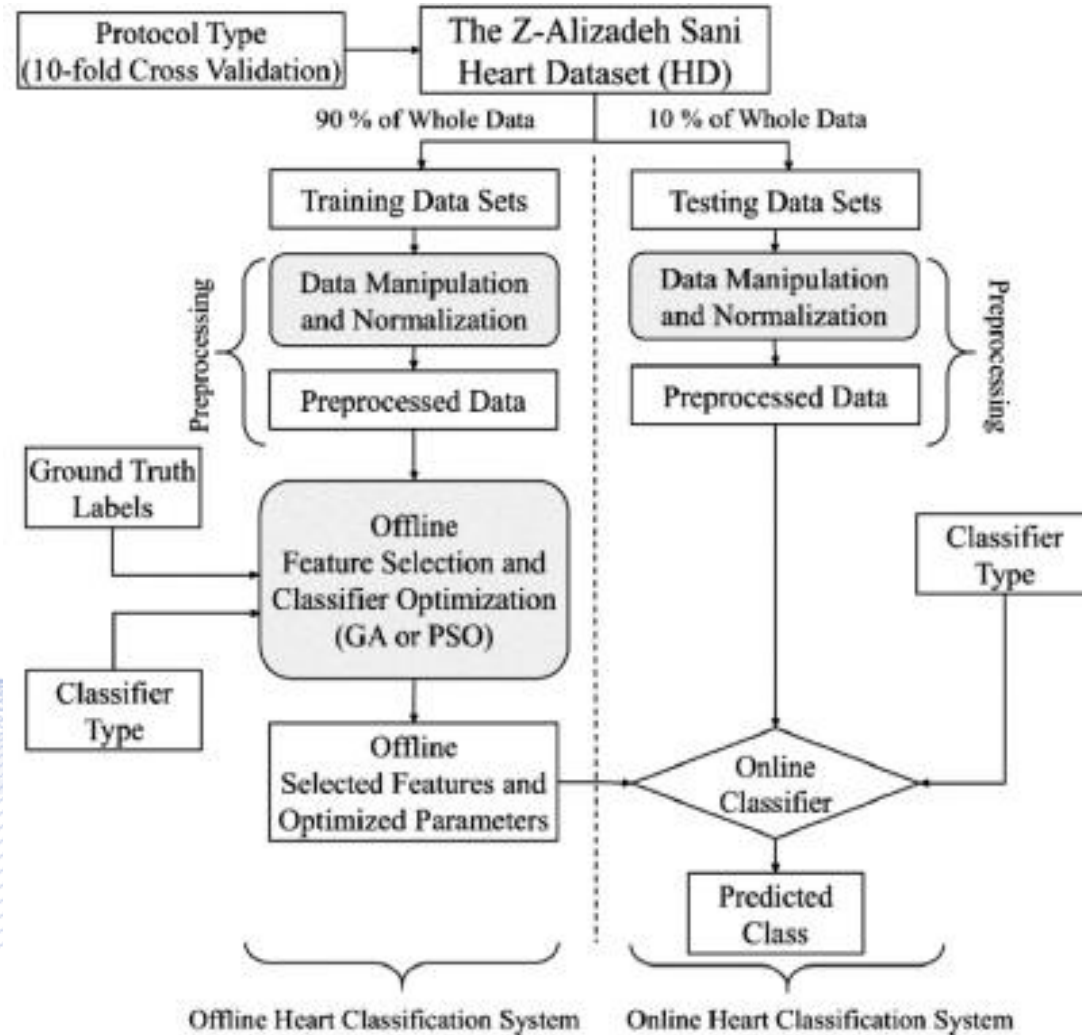 Protocol Type
(10-fold Cross Validation)
The Z-Alizadeh Sani
Heart Dataset (HD)
90 % of Whole Data
10 % of Whole Data
Training Data Sets
Testing Data Sets
Data Manipulation
and Normalization
Data Manipulation
and Normalization
Preprocessing
Preprocessing
Preprocessed Data
Preprocessed Data
Ground Truth
Labels
Offline
Feature Selection and
Classifier Optimization
(GA or PSO)
Classifier
Type
Classifier
Type
Offline
Selected Features and
Optimized Parameters
Online
Classifier
Predicted
Class
Offline Heart Classification System
Online Heart Classification System